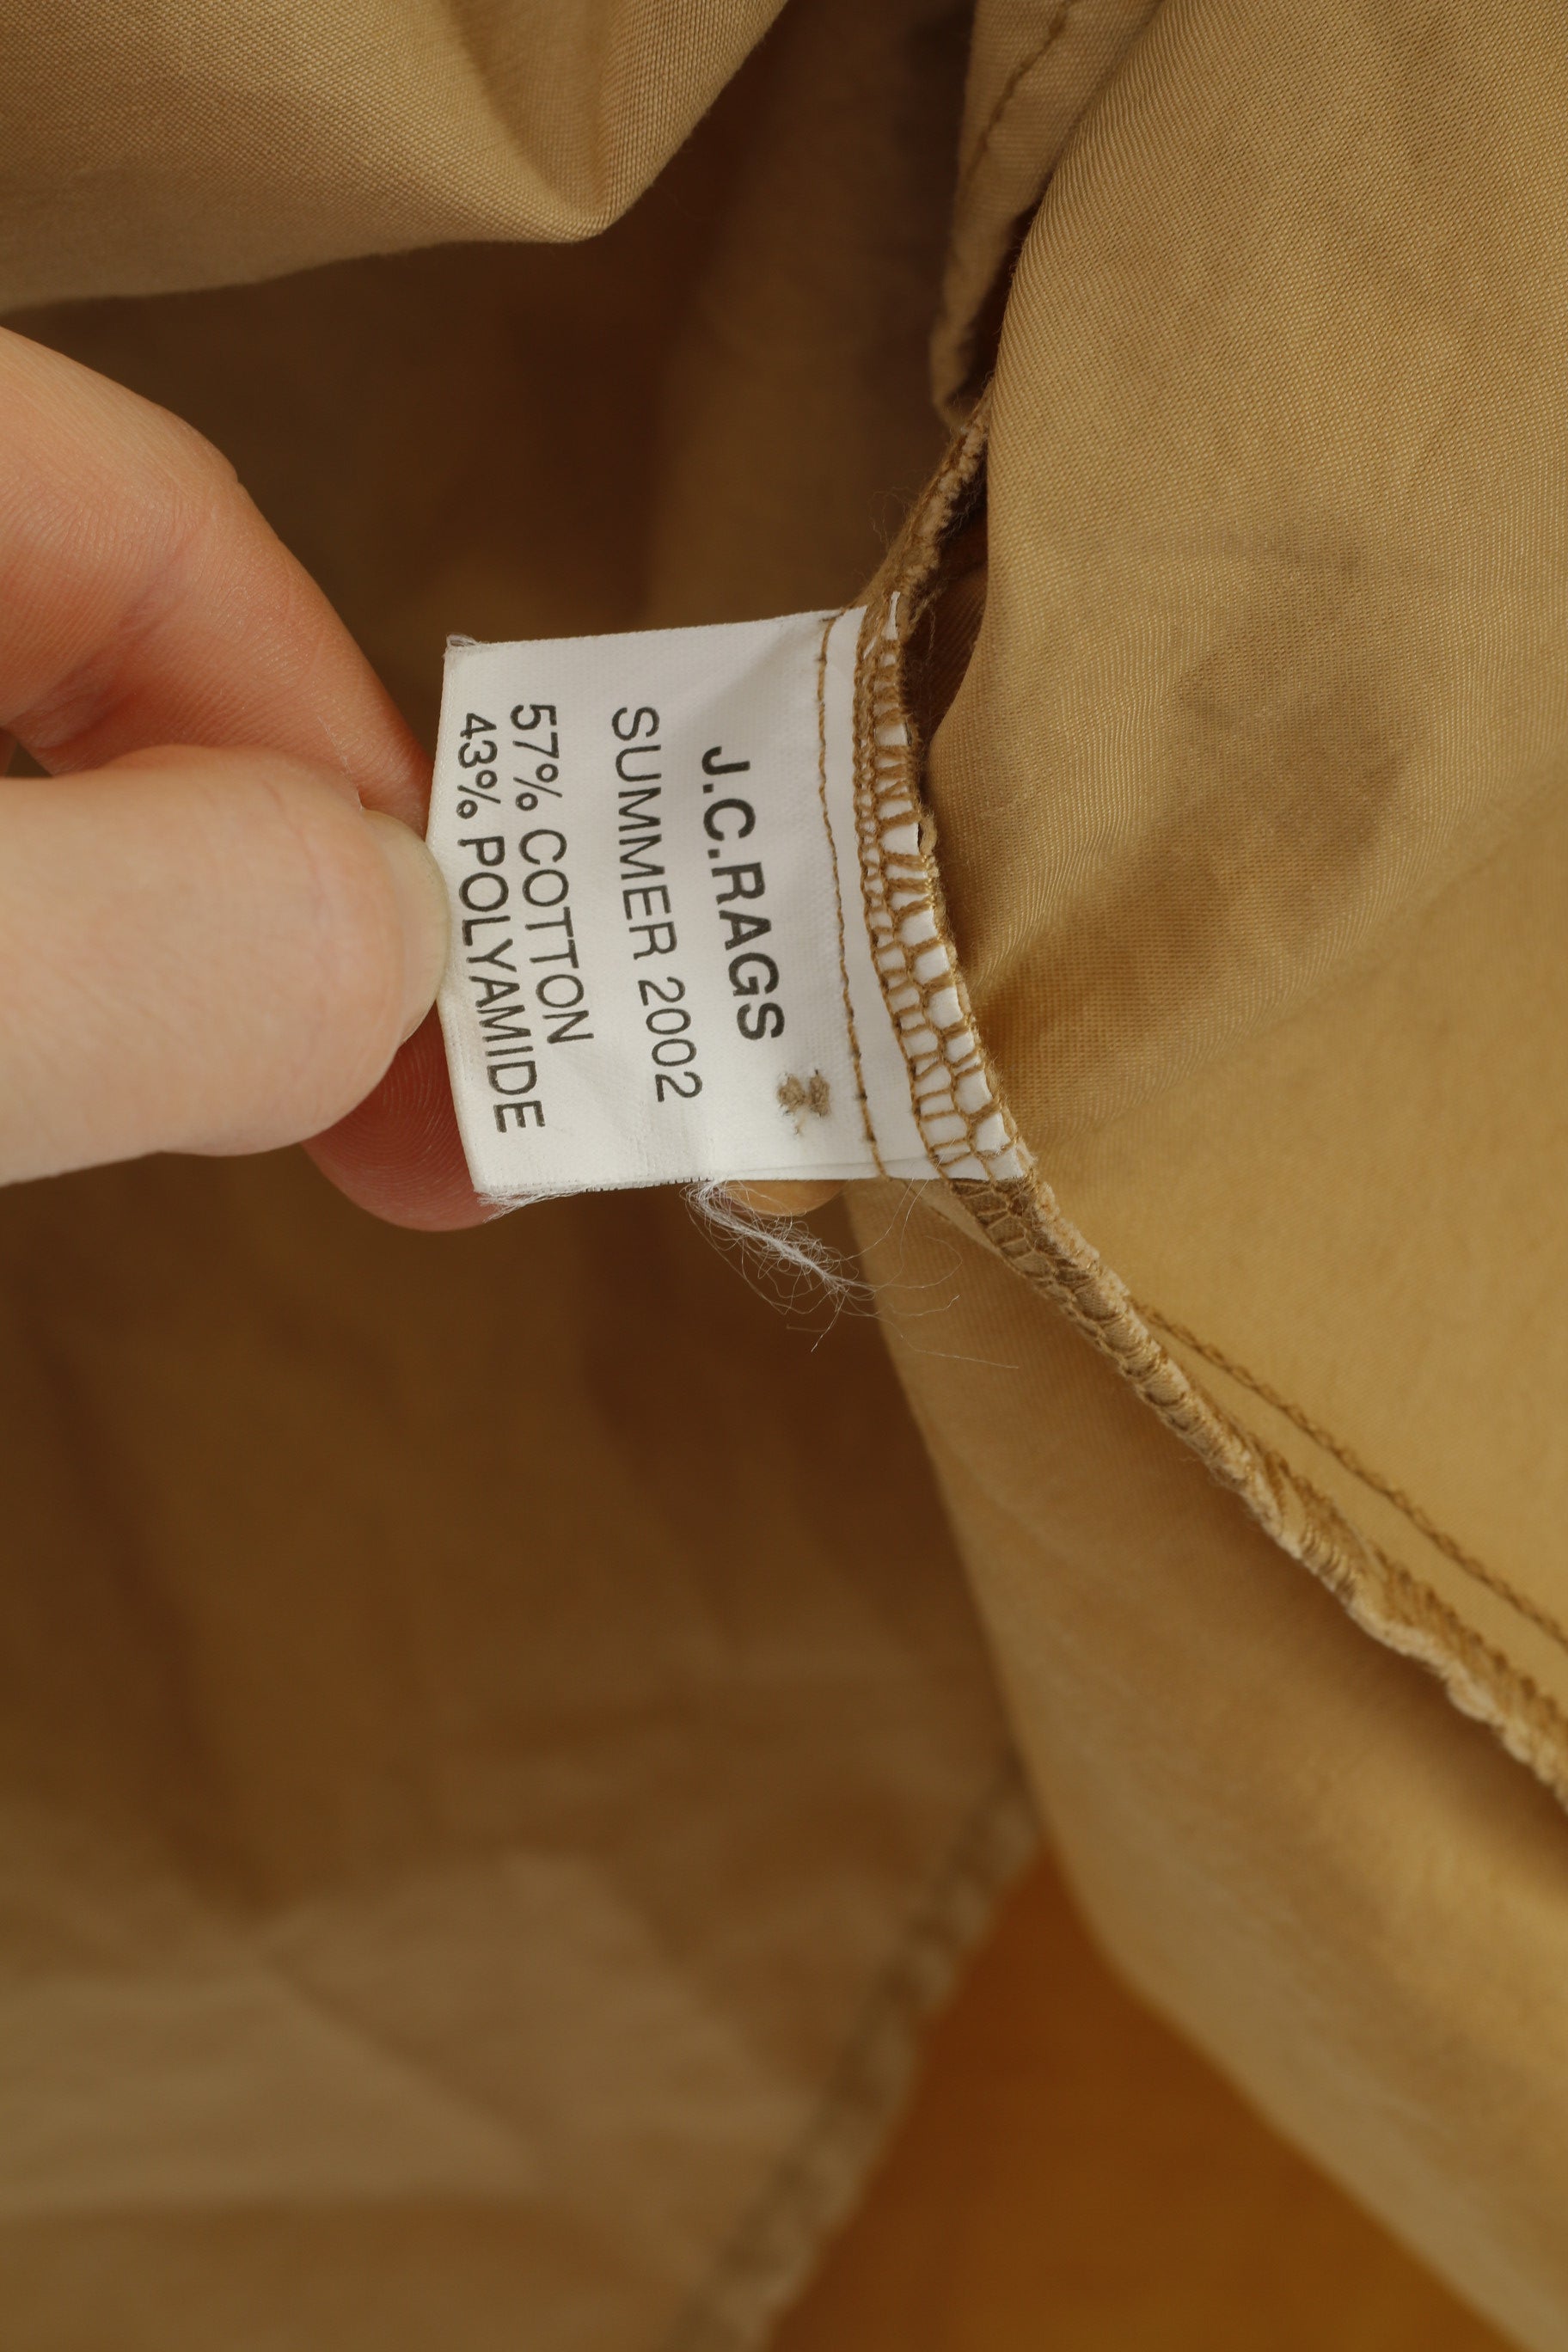 J.C.RAGS
SUMMER 2002
57% COTTON
43% POLYAMIDE